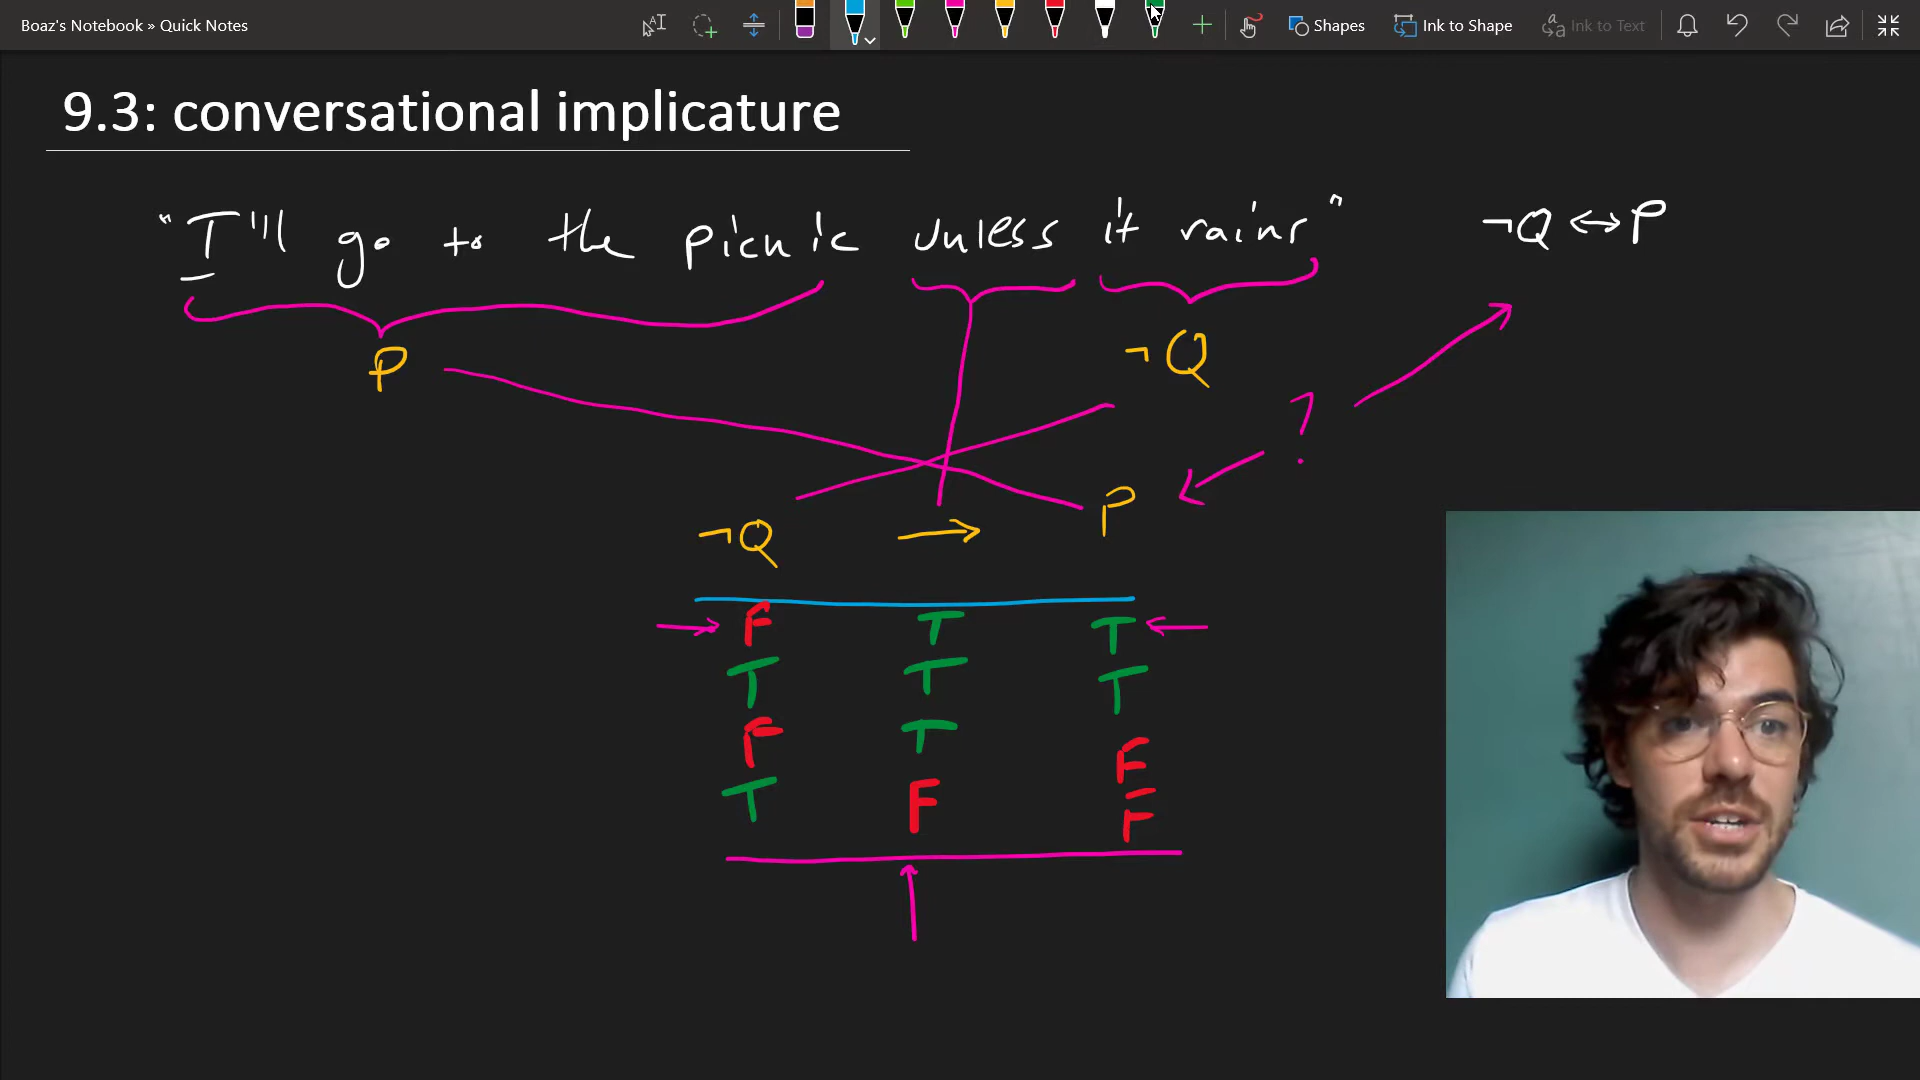 Boaz's Notebook » Quick Notes
Shapes
Ink to Shape
Ink to Text
9.3: conversational implicature
"I'll go to the picnic unless it rains" ¬Q ↔ P
P ¬Q
?
¬Q → P
F T T
T T T
F T F
T F F